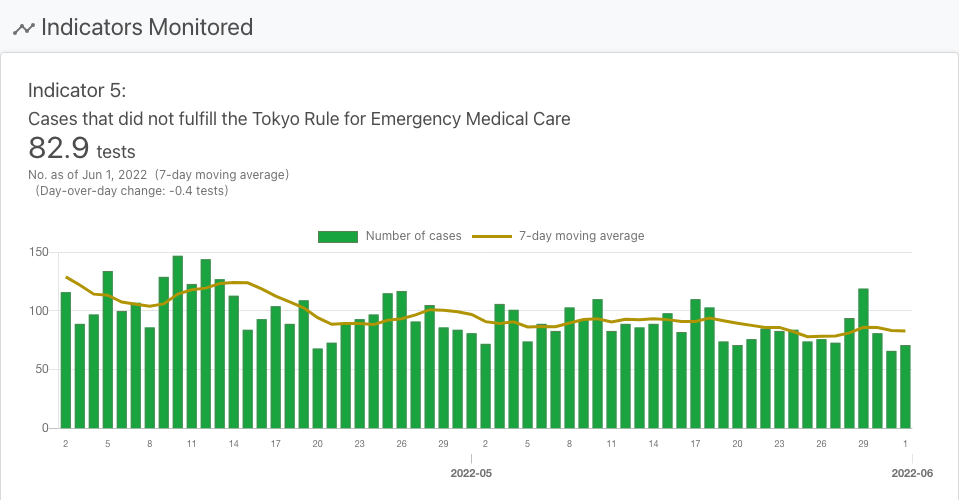 Indicators Monitored
Indicator 5:
Cases that did not fulfill the Tokyo Rule for Emergency Medical Care
82.9 tests
No. as of Jun 1, 2022 (7-day moving average)
(Day-over-day change: -0.4 tests)
Number of cases 7-day moving average
150
100
50
0
2 5 8 11 14 17 20 23 26 29 2 5 8 11 14 17 20 23 26 29 1
2022-05 2022-06